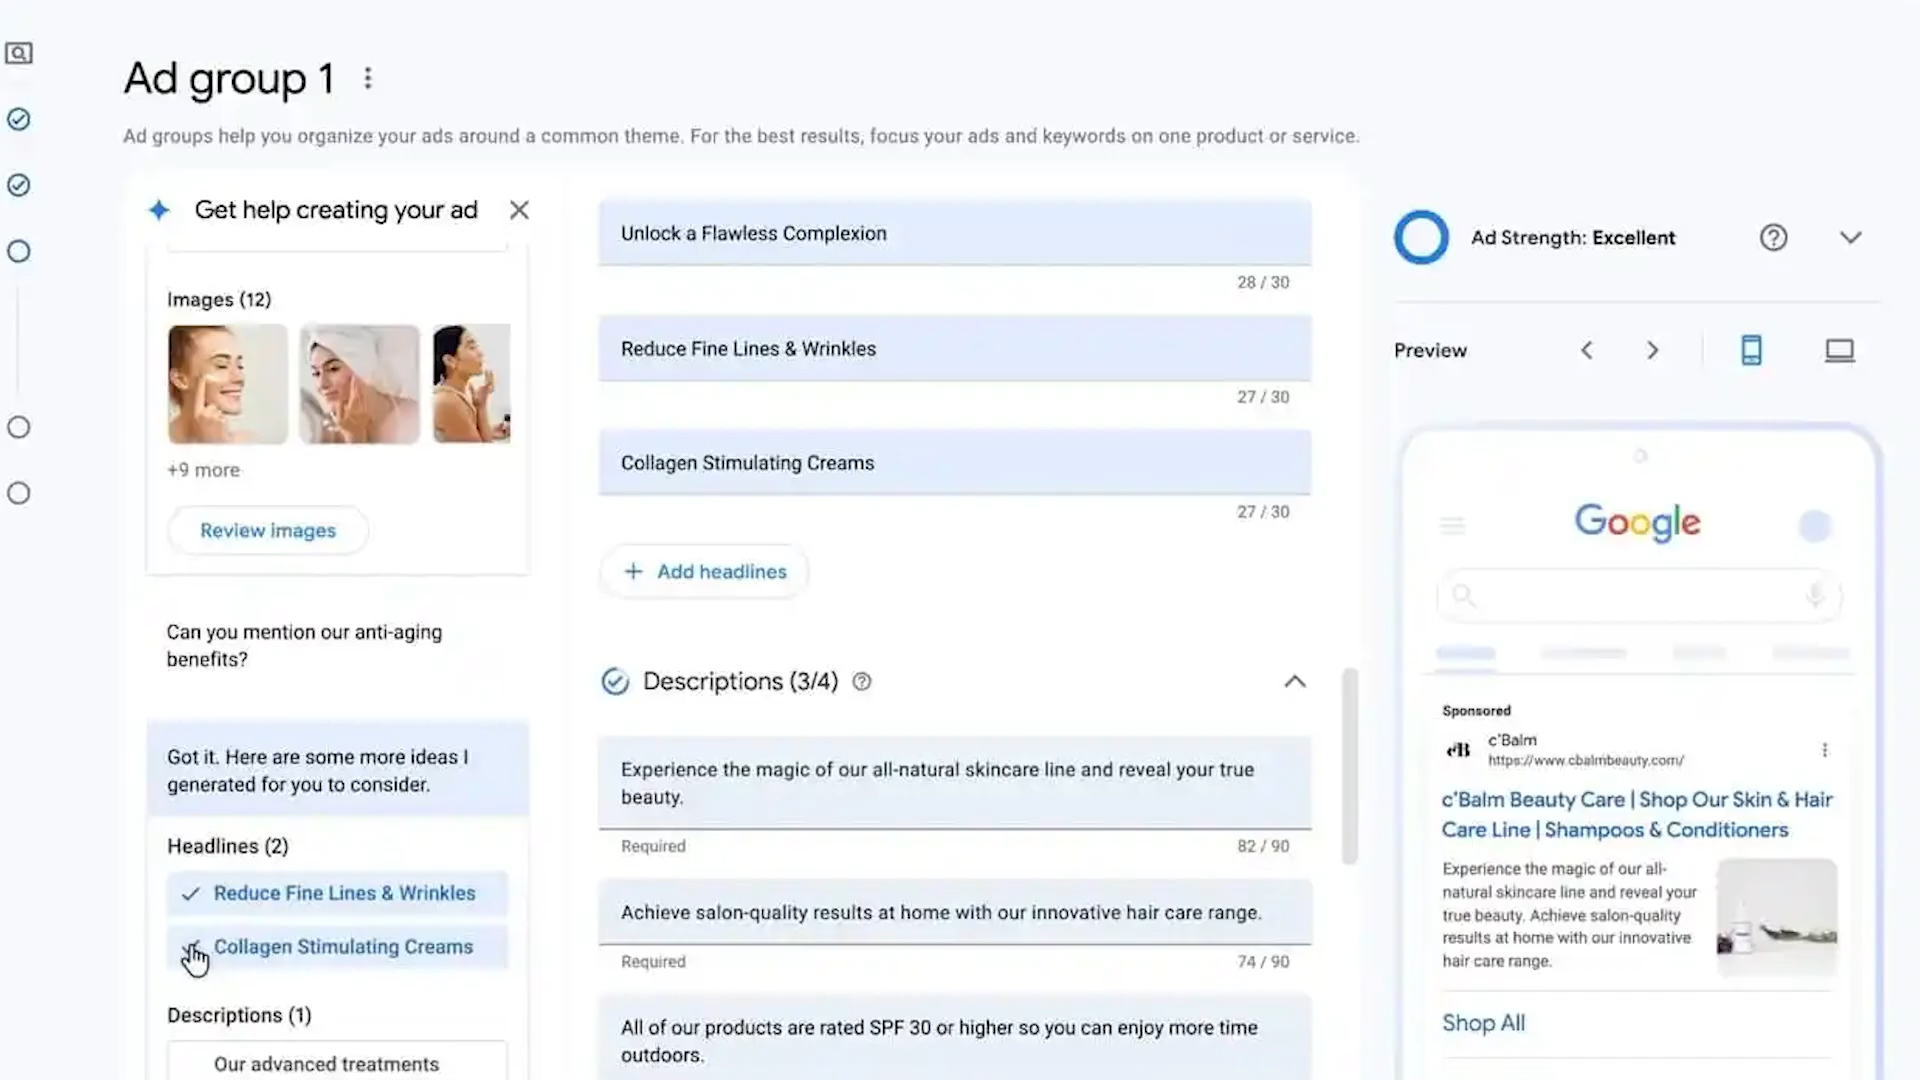 Ad group 1
Ad groups help you organize your ads around a common theme. For the best results, focus your ads and keywords on one product or service.
Get help creating your ad
Images (12)
+9 more
Review images
Can you mention our anti-aging
benefits?
Got it. Here are some more ideas I
generated for you to consider.
Headlines (2)
Reduce Fine Lines & Wrinkles
Collagen Stimulating Creams
Descriptions (1)
Our advanced treatments
Unlock a Flawless Complexion
28 / 30
Reduce Fine Lines & Wrinkles
27 / 30
Collagen Stimulating Creams
27 / 30
+ Add headlines
Descriptions (3/4)
Experience the magic of our all-natural skincare line and reveal your true
beauty.
Required 82 / 90
Achieve salon-quality results at home with our innovative hair care range.
Required 74 / 90
All of our products are rated SPF 30 or higher so you can enjoy more time
outdoors.
Ad Strength: Excellent
Preview
Google
Sponsored
cB
c'Balm
https://www.cbalmbeauty.com/
c'Balm Beauty Care | Shop Our Skin & Hair
Care Line | Shampoos & Conditioners
Experience the magic of our all-
natural skincare line and reveal your
true beauty. Achieve salon-quality
results at home with our innovative
hair care range.
Shop All